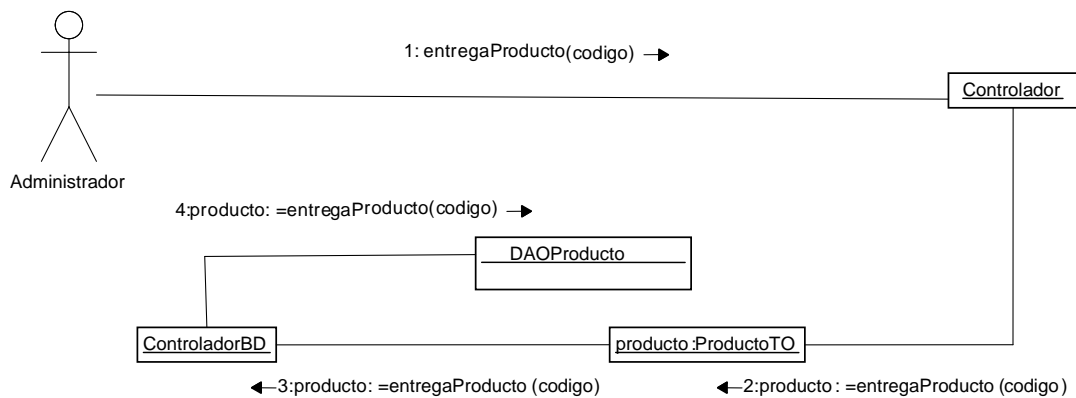 1: entregaProducto(codigo)
Controlador
Administrador
4:producto: =entregaProducto(codigo)
DAOProducto
ControladorBD
producto:ProductoTO
3:producto: =entregaProducto (codigo)
2:producto: =entregaProducto (codigo)